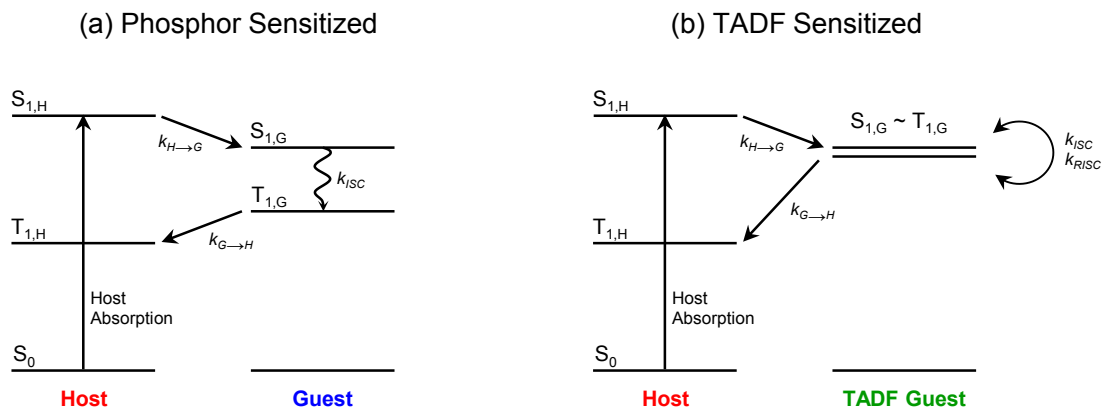 (a) Phosphor Sensitized
S1,H
kH→G
S1,G
kISC
T1,G
T1,H
kG→H
Host
Absorption
S0
Host
Guest
(b) TADF Sensitized
S1,H
kH→G
S1,G ~ T1,G
kISC
kRISC
kG→H
T1,H
Host
Absorption
S0
Host
TADF Guest